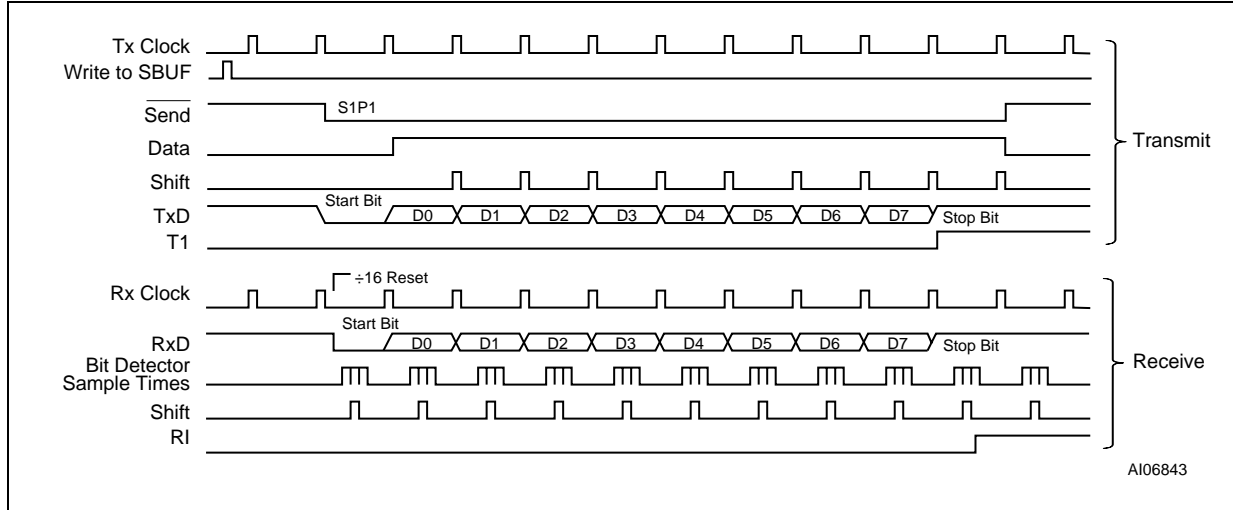 Tx Clock
Write to SBUF
Send
S1P1
Data
Shift
TxD
Start Bit
D0 D1 D2 D3 D4 D5 D6 D7
Stop Bit
T1
Transmit
÷16 Reset
Rx Clock
RxD
Start Bit
D0 D1 D2 D3 D4 D5 D6 D7
Stop Bit
Bit Detector
Sample Times
Shift
RI
Receive
AI06843